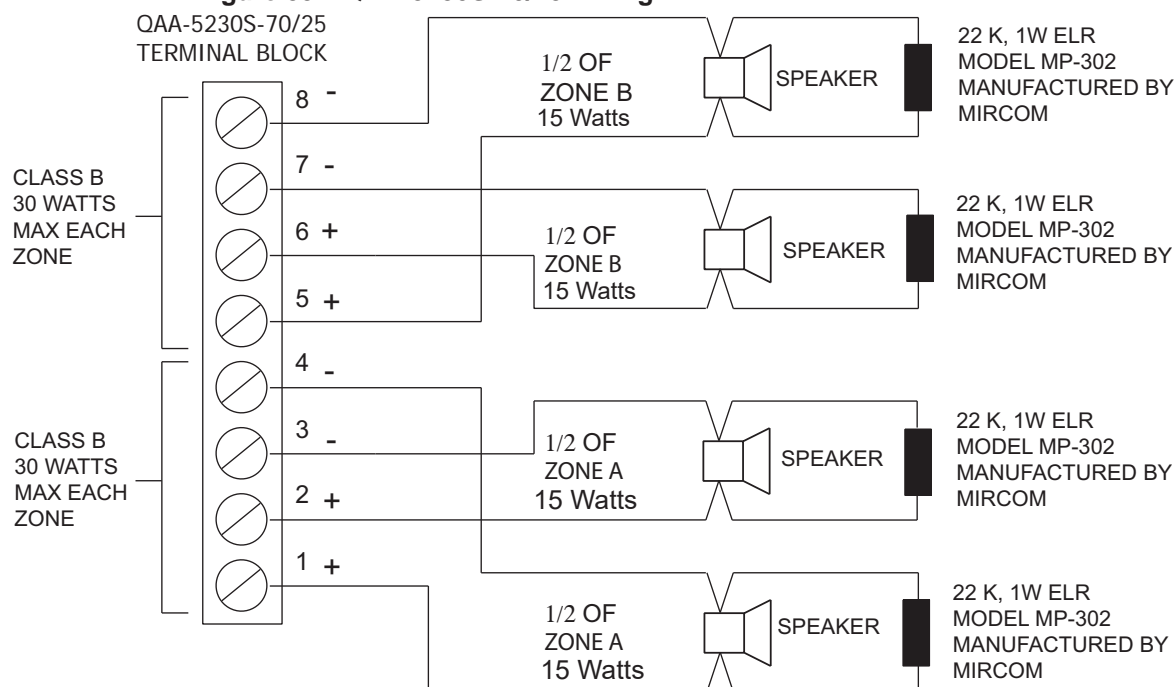 QAA-5230S-70/25
TERMINAL BLOCK
8 -
7 -
6 +
5 +
4 -
3 -
2 +
1 +
CLASS B
30 WATTS
MAX EACH
ZONE
CLASS B
30 WATTS
MAX EACH
ZONE
1/2 OF
ZONE B
15 Watts
SPEAKER
22 K, 1W ELR
MODEL MP-302
MANUFACTURED BY
MIRCOM
1/2 OF
ZONE B
15 Watts
SPEAKER
22 K, 1W ELR
MODEL MP-302
MANUFACTURED BY
MIRCOM
1/2 OF
ZONE A
15 Watts
SPEAKER
22 K, 1W ELR
MODEL MP-302
MANUFACTURED BY
MIRCOM
1/2 OF
ZONE A
15 Watts
SPEAKER
22 K, 1W ELR
MODEL MP-302
MANUFACTURED BY
MIRCOM